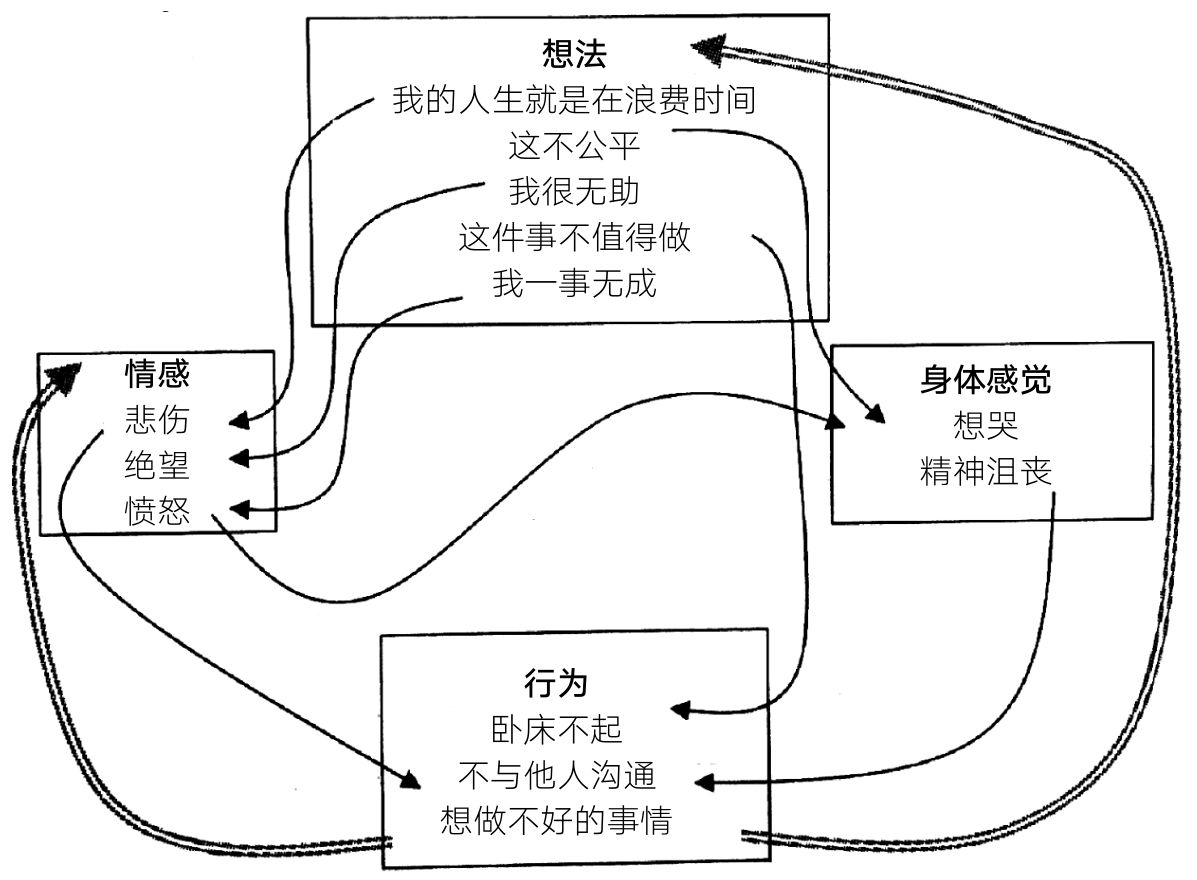 想法
我的人生就是在浪费时间
这不公平
我很无助
这件事不值得做
我一事无成
情感
悲伤
绝望
愤怒
身体感觉
想哭
精神沮丧
行为
卧床不起
不与他人沟通
想做不好的事情